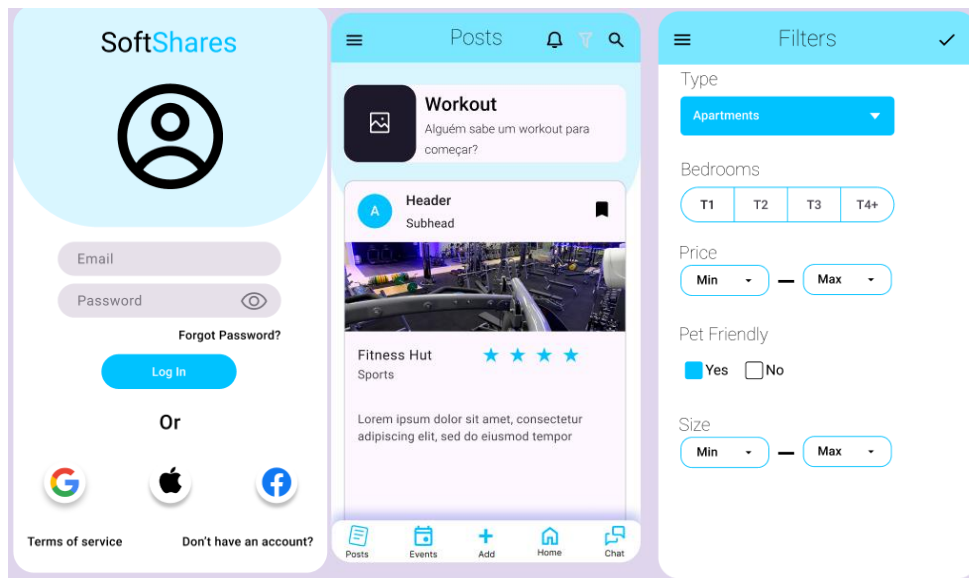 SoftShares
Email
Password
Forgot Password?
Log In
Or
Terms of service
Don't have an account?
Posts
Workout
Alguém sabe um workout para
começar?
A
Header
Subhead
Fitness Hut
Sports
Lorem ipsum dolor sit amet, consectetur
adipiscing elit, sed do eiusmod tempor
Posts
Events
Add
Home
Chat
Filters
Type
Apartments
Bedrooms
T1 T2 T3 T4+
Price
Min Max
Pet Friendly
Yes No
Size
Min Max